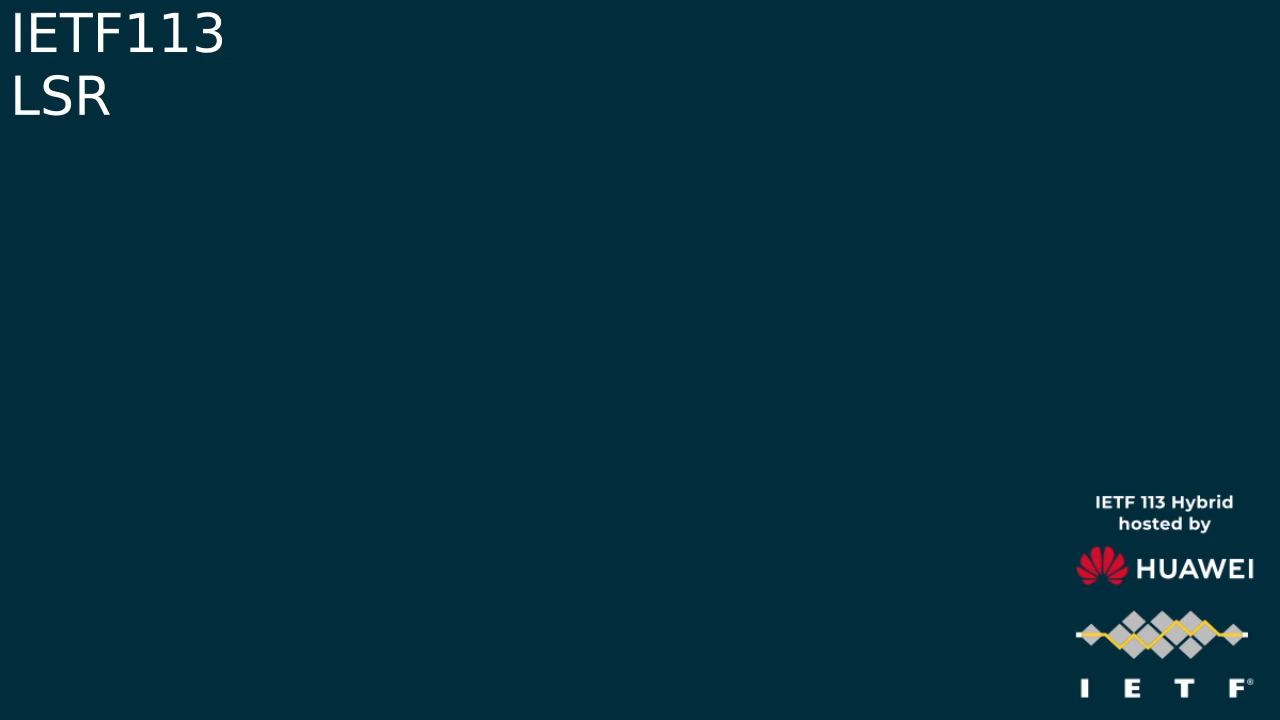 IETF113
LSR
IETF 113 Hybrid
hosted by
HUAWEI
I E T F®